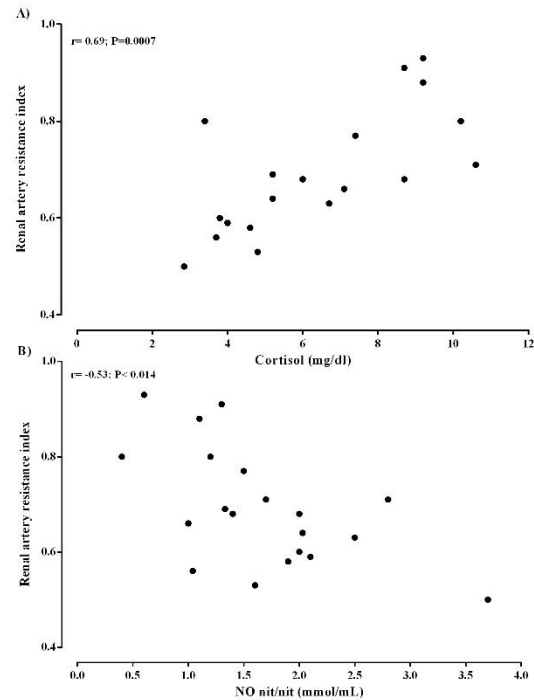 A)
r= 0.69; P=0.0007
Renal artery resistance index
1.0
0.8
0.6
0.4
0 2 4 6 8 10 12
Cortisol (mg/dl)
B)
r= -0.53; P< 0.014
Renal artery resistance index
1.0
0.8
0.6
0.4
0.0 0.5 1.0 1.5 2.0 2.5 3.0 3.5 4.0
NO nit/nit (mmol/mL)